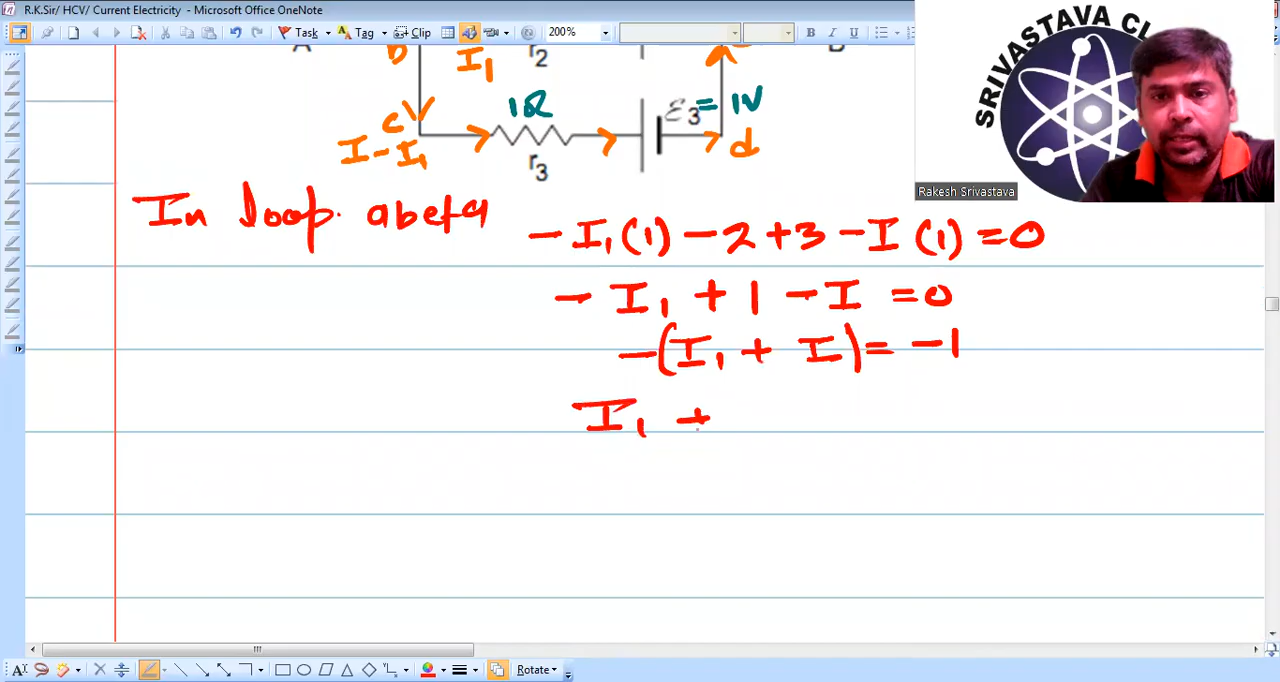 R.K.Sir/ HCV/ Current Electricity - Microsoft Office OneNote
Task Tag Clip 200% B I U
SRIVASTAVA CL
b I₁ r₂
1Ω ε₃ = 1V
c
I - I₁ d
r₃
Rakesh Srivastava
In loop. abefa
- I₁(1) - 2 + 3 - I(1) = 0
- I₁ + 1 - I = 0
-(I₁ + I) = -1
I₁ +
Rotate